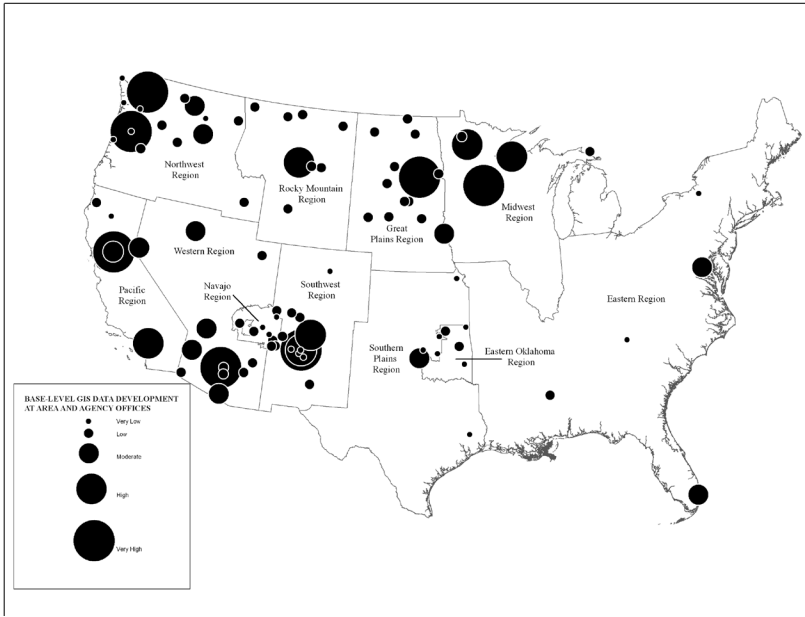 Northwest
Region
Rocky Mountain
Region
Great
Plains Region
Midwest
Region
Western Region
Navajo
Region
Southwest
Region
Pacific
Region
Eastern Region
Southern
Plains
Region
Eastern Oklahoma
Region
BASE-LEVEL GIS DATA DEVELOPMENT
AT AREA AND AGENCY OFFICES
Very Low
Low
Moderate
High
Very High